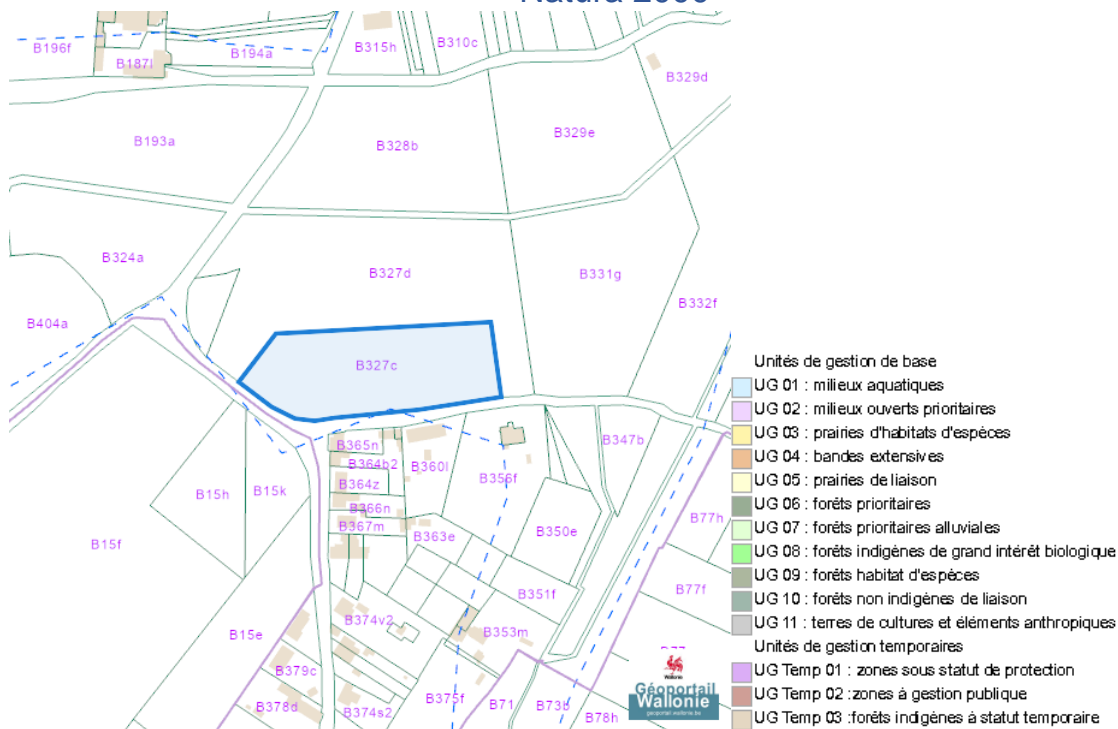 Natura 2000
B196f
B187l
B194a
B315h
B310c
B329d
B193a
B328b
B329e
B324a
B327d
B331g
B332f
B404a
B327c
B365n
B364b2
B360l
B347b
B364z
B356f
B15h
B15k
B366n
B367m
B363e
B350e
B77h
B15f
B351f
B77f
B374v2
B353m
B15e
B379c
B375f
B378d
B374s2
B71
B73b
B78h
Unités de gestion de base
UG 01 : milieux aquatiques
UG 02 : milieux ouverts prioritaires
UG 03 : prairies d'habitats d'espèces
UG 04 : bandes extensives
UG 05 : prairies de liaison
UG 06 : forêts prioritaires
UG 07 : forêts prioritaires alluviales
UG 08 : forêts indigènes de grand intérêt biologique
UG 09 : forêts habitat d'espèces
UG 10 : forêts non indigènes de liaison
UG 11 : terres de cultures et éléments anthropiques
Unités de gestion temporaires
UG Temp 01 : zones sous statut de protection
UG Temp 02 :zones à gestion publique
UG Temp 03 :forêts indigènes à statut temporaire
Wallonie
Géoportail
Wallonie
geoportail.wallonie.be